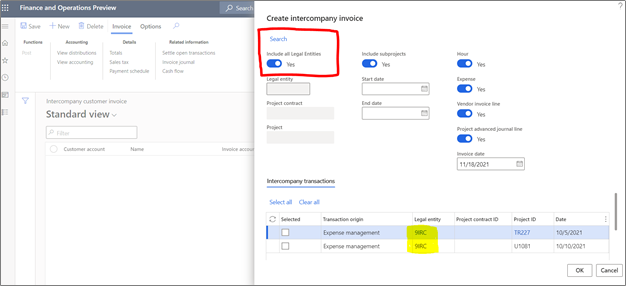 Finance and Operations Preview
Search
Save
New
Delete
Invoice
Options
Functions
Post
Accounting
View distributions
View accounting
Details
Totals
Sales tax
Payment schedule
Related information
Settle open transactions
Invoice journal
Cash flow
Intercompany customer invoice
Standard view
Filter
Customer account
Name
Invoice accoun
?
Create intercompany invoice
Search
Include all Legal Entities
Yes
Legal entity
Project contract
Project
Include subprojects
Yes
Start date
End date
Hour
Yes
Expense
Yes
Vendor invoice line
Yes
Project advanced journal line
Yes
Invoice date
11/18/2021
Intercompany transactions
Select all Clear all
Selected Transaction origin Legal entity Project contract ID Project ID Date
Expense management 9IRC TR227 10/5/2021
Expense management 9IRC U1081 10/10/2021
OK Cancel